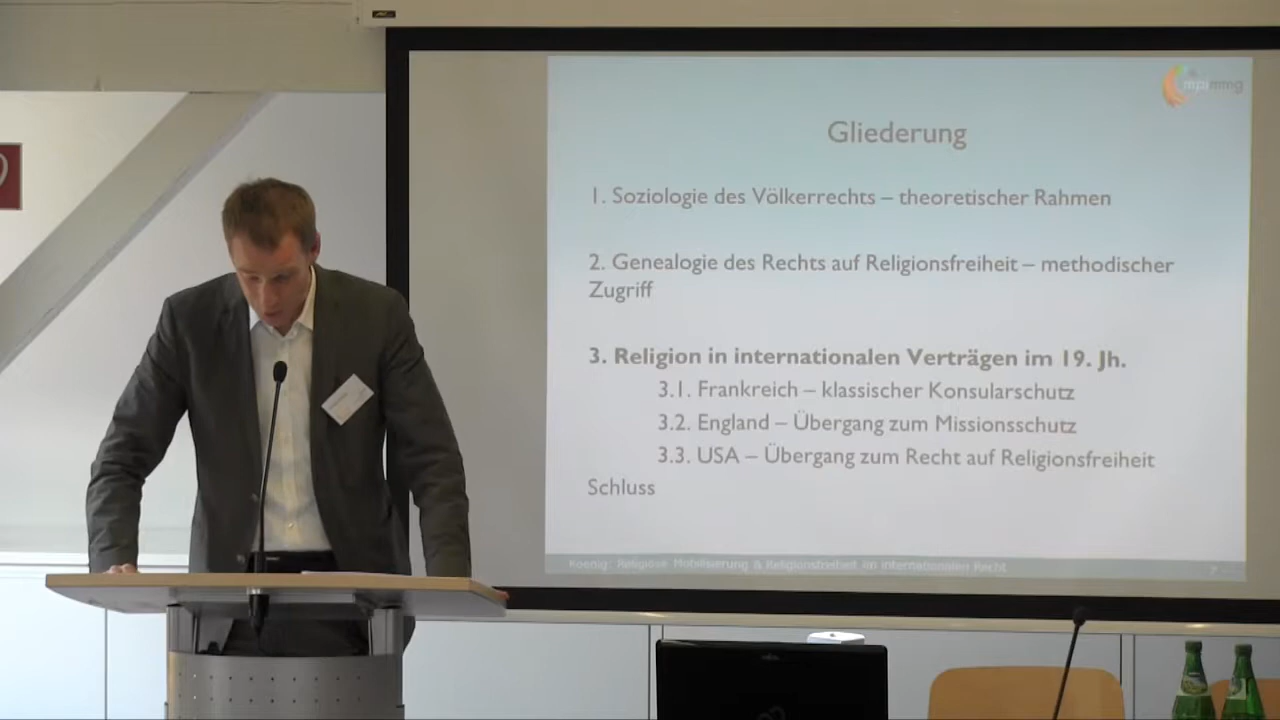 mpimmg
Gliederung
1. Soziologie des Völkerrechts – theoretischer Rahmen
2. Genealogie des Rechts auf Religionsfreiheit – methodischer
Zugriff
3. Religion in internationalen Verträgen im 19. Jh.
3.1. Frankreich – klassischer Konsularschutz
3.2. England – Übergang zum Missionsschutz
3.3. USA – Übergang zum Recht auf Religionsfreiheit
Schluss
Koenig: Religiöse Mobilisierung & Religionsfreiheit im internationalen Recht